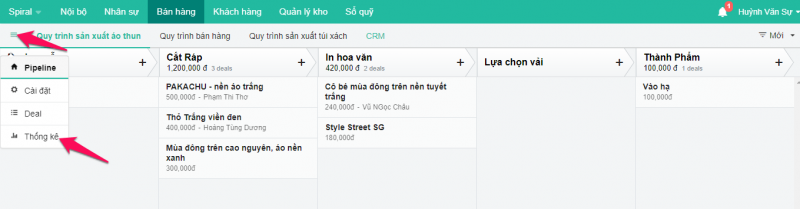 Spiral Nội bộ Nhân sự Bán hàng Khách hàng Quản lý kho Sổ quỹ 1 Huỳnh Văn Sự
Quy trình sản xuất áo thun Quy trình bán hàng Quy trình sản xuất túi xách CRM Mới
Pipeline
Cài đặt
Deal
Thống kê
Cắt Ráp
1,200,000 đ 3 deals
PAKACHU - nền áo trắng
500,000đ - Phạm Thi Thơ
Thỏ Trắng viền đen
400,000đ - Hoàng Tùng Dương
Mùa đông trên cao nguyên, áo nền
xanh
300,000đ
In hoa văn
420,000 đ 2 deals
Cô bé mùa đông trên nền tuyết
trắng
240,000đ - Vũ NGọc Châu
Style Street SG
180,000đ
Lựa chọn vải
Thành Phẩm
100,000 đ 1 deals
Vào hạ
100,000đ